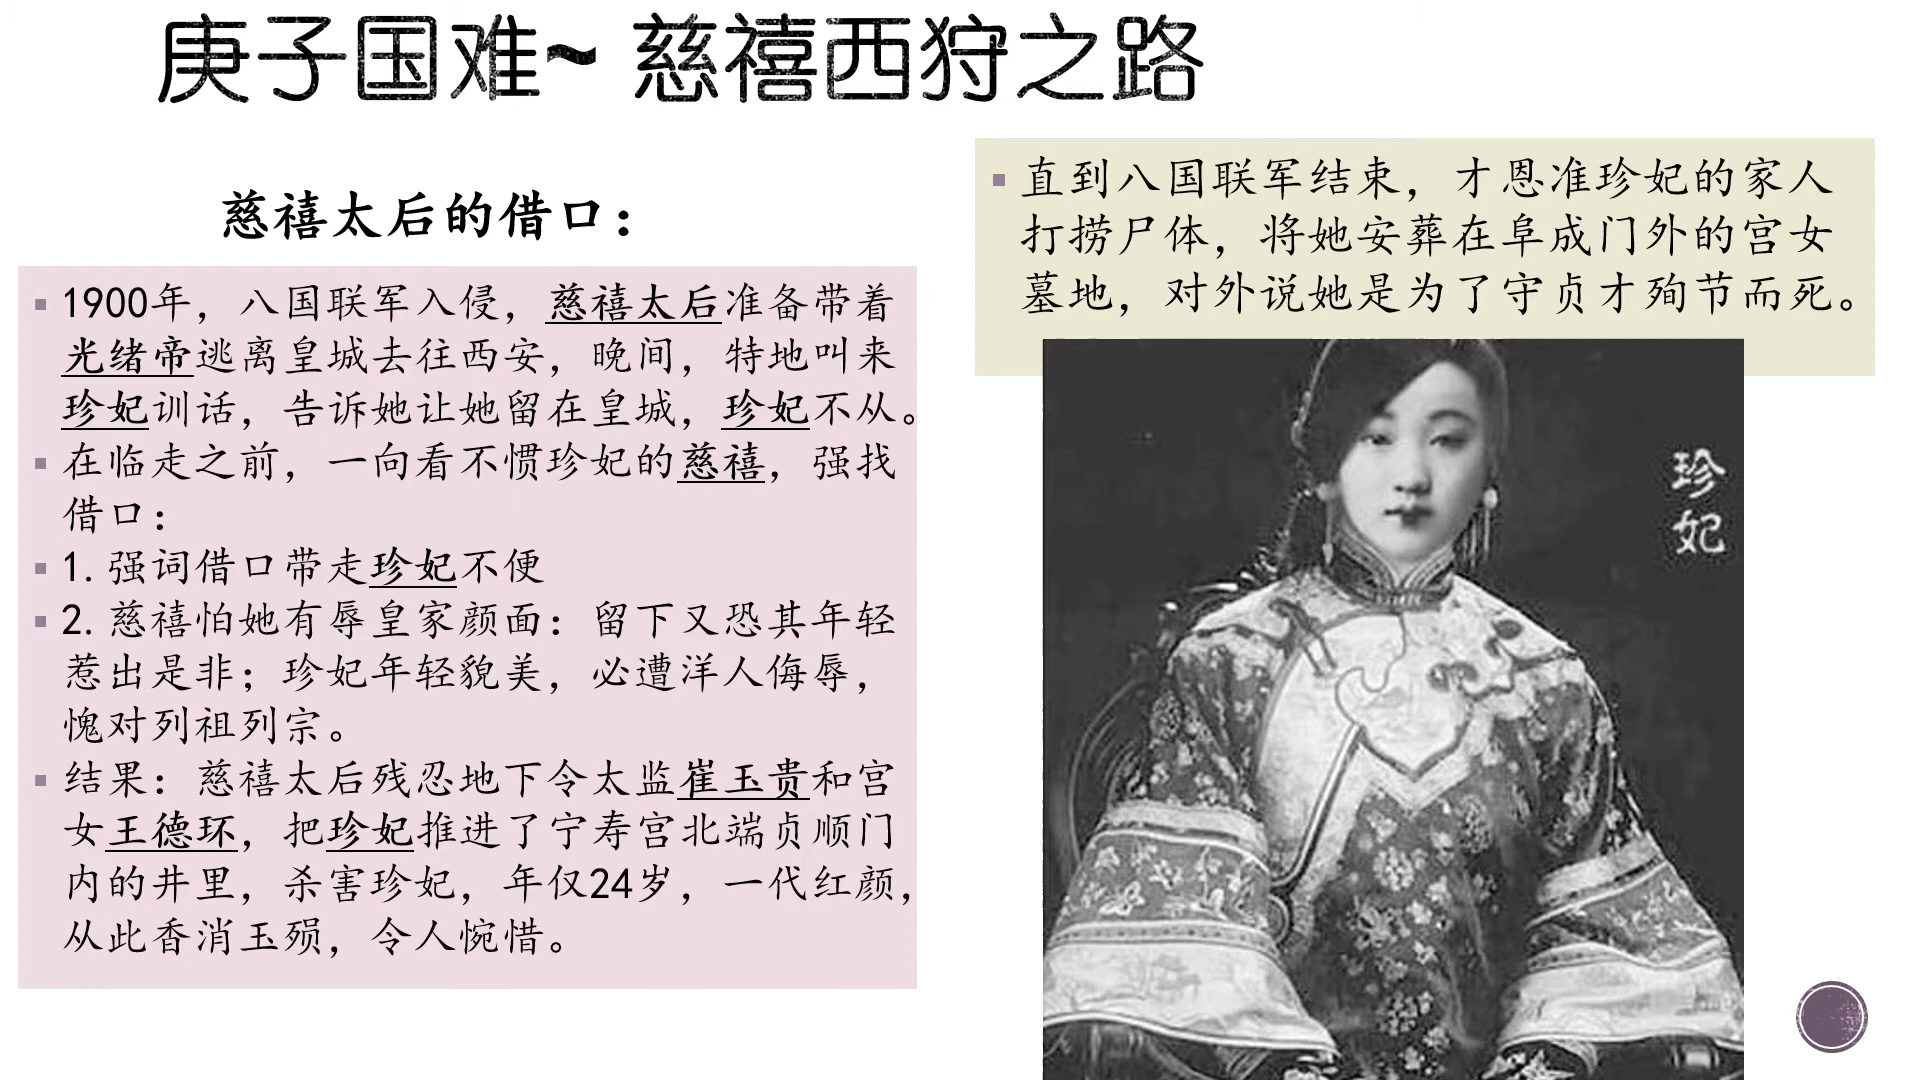 庚子国难~ 慈禧西狩之路
慈禧太后的借口：
1900年，八国联军入侵，慈禧太后准备带着
光绪帝逃离皇城去往西安，晚间，特地叫来
珍妃训话，告诉她让她留在皇城，珍妃不从。
在临走之前，一向看不惯珍妃的慈禧，强找
借口：
1. 强词借口带走珍妃不便
2. 慈禧怕她有辱皇家颜面：留下又恐其年轻
惹出是非；珍妃年轻貌美，必遭洋人侮辱，
愧对列祖列宗。
结果：慈禧太后残忍地下令太监崔玉贵和宫
女王德环，把珍妃推进了宁寿宫北端贞顺门
内的井里，杀害珍妃，年仅24岁，一代红颜，
从此香消玉殒，令人惋惜。
直到八国联军结束，才恩准珍妃的家人
打捞尸体，将她安葬在阜成门外的宫女
墓地，对外说她是为了守贞才殉节而死。
珍
妃